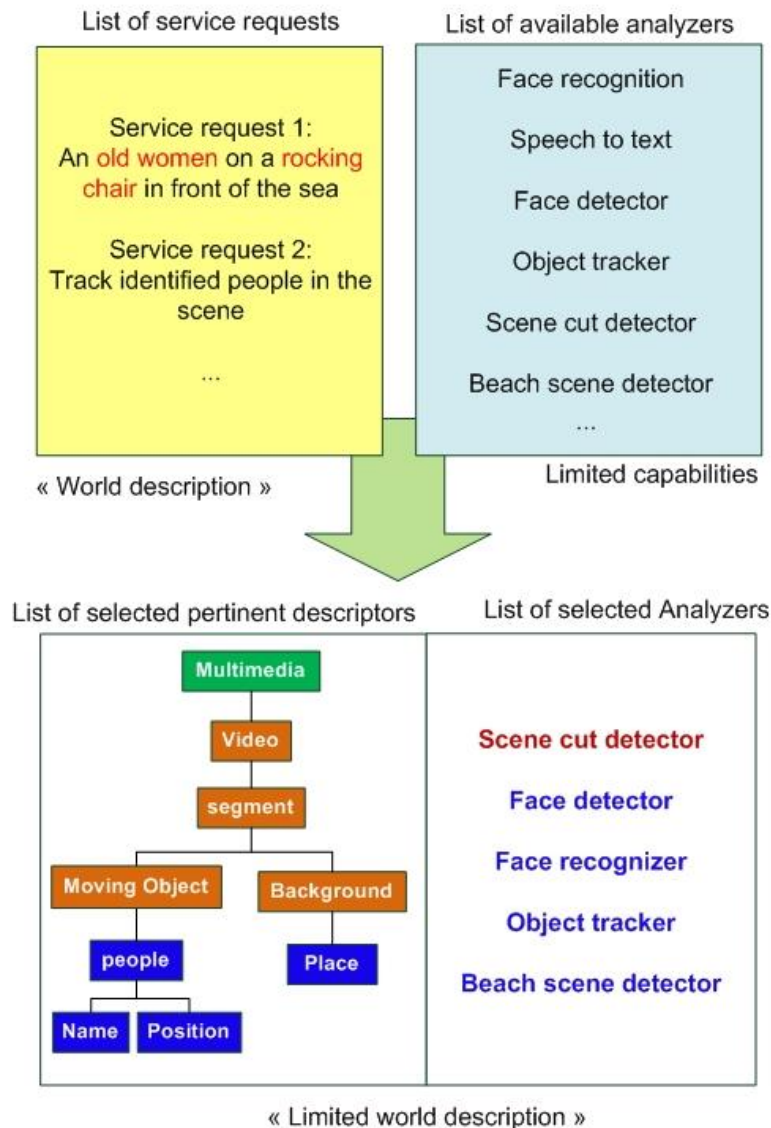 List of service requests
Service request 1:
An old women on a rocking
chair in front of the sea
Service request 2:
Track identified people in the
scene
...
« World description »
List of available analyzers
Face recognition
Speech to text
Face detector
Object tracker
Scene cut detector
Beach scene detector
...
Limited capabilities
List of selected pertinent descriptors
Multimedia
Video
segment
Moving Object
Background
people
Place
Name
Position
List of selected Analyzers
Scene cut detector
Face detector
Face recognizer
Object tracker
Beach scene detector
« Limited world description »